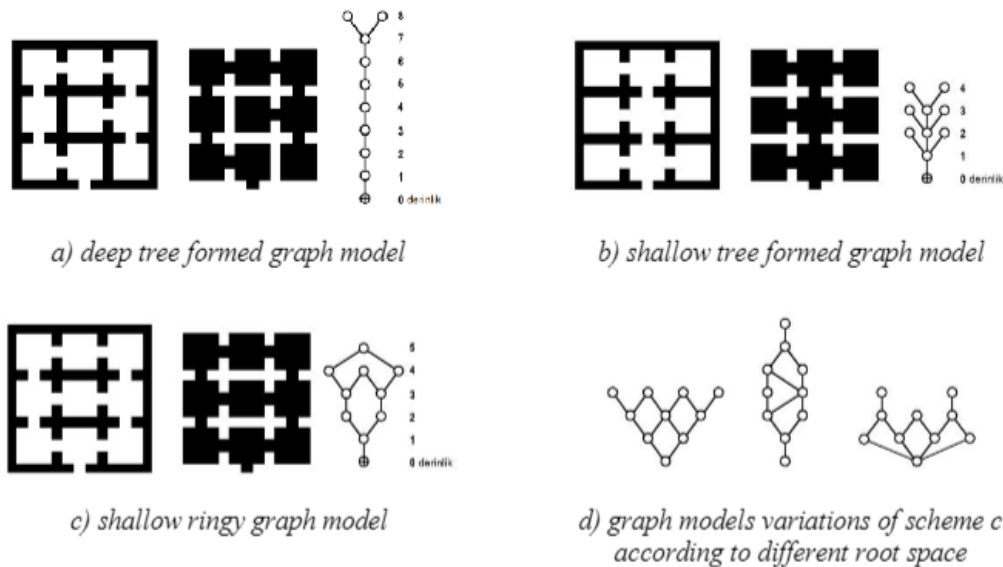 8
7
6
5
4
3
2
1
0 derinlik
a) deep tree formed graph model
4
3
2
1
0 derinlik
b) shallow tree formed graph model
5
4
3
2
1
0 derinlik
c) shallow ringy graph model
d) graph models variations of scheme c
according to different root space